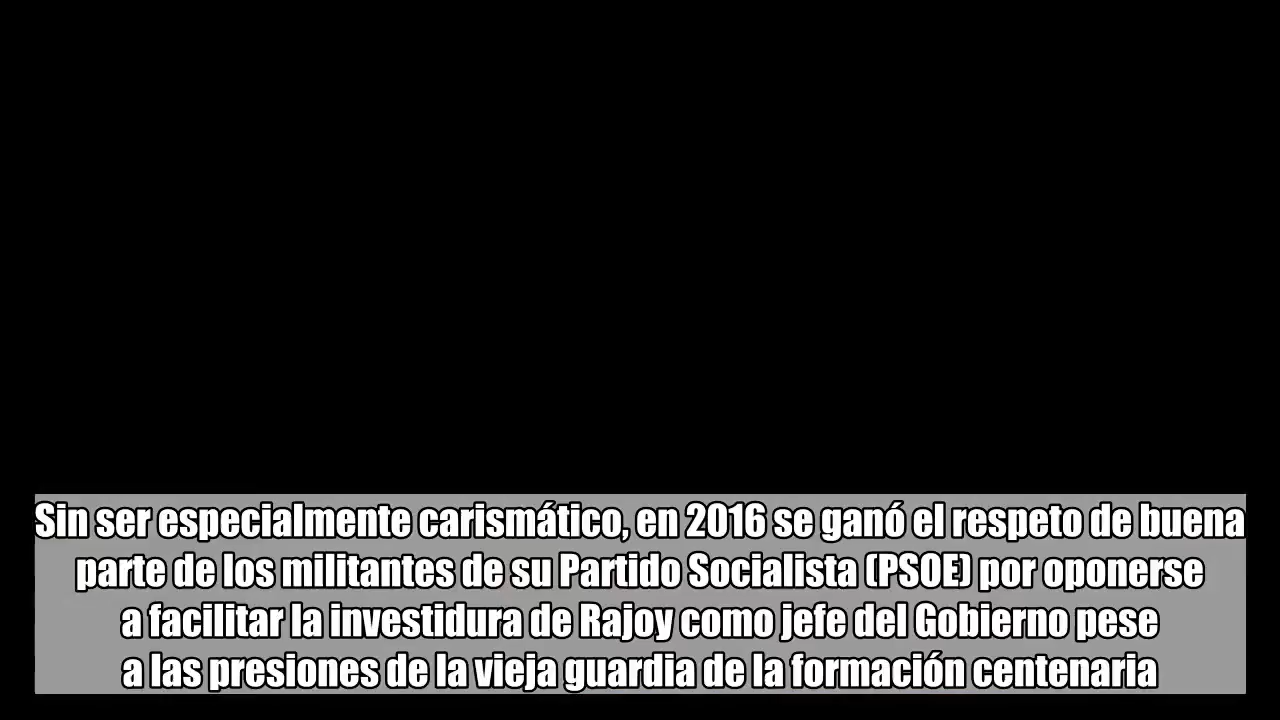 Sin ser especialmente carismático, en 2016 se ganó el respeto de buena
parte de los militantes de su Partido Socialista (PSOE) por oponerse
a facilitar la investidura de Rajoy como jefe del Gobierno pese
a las presiones de la vieja guardia de la formación centenaria